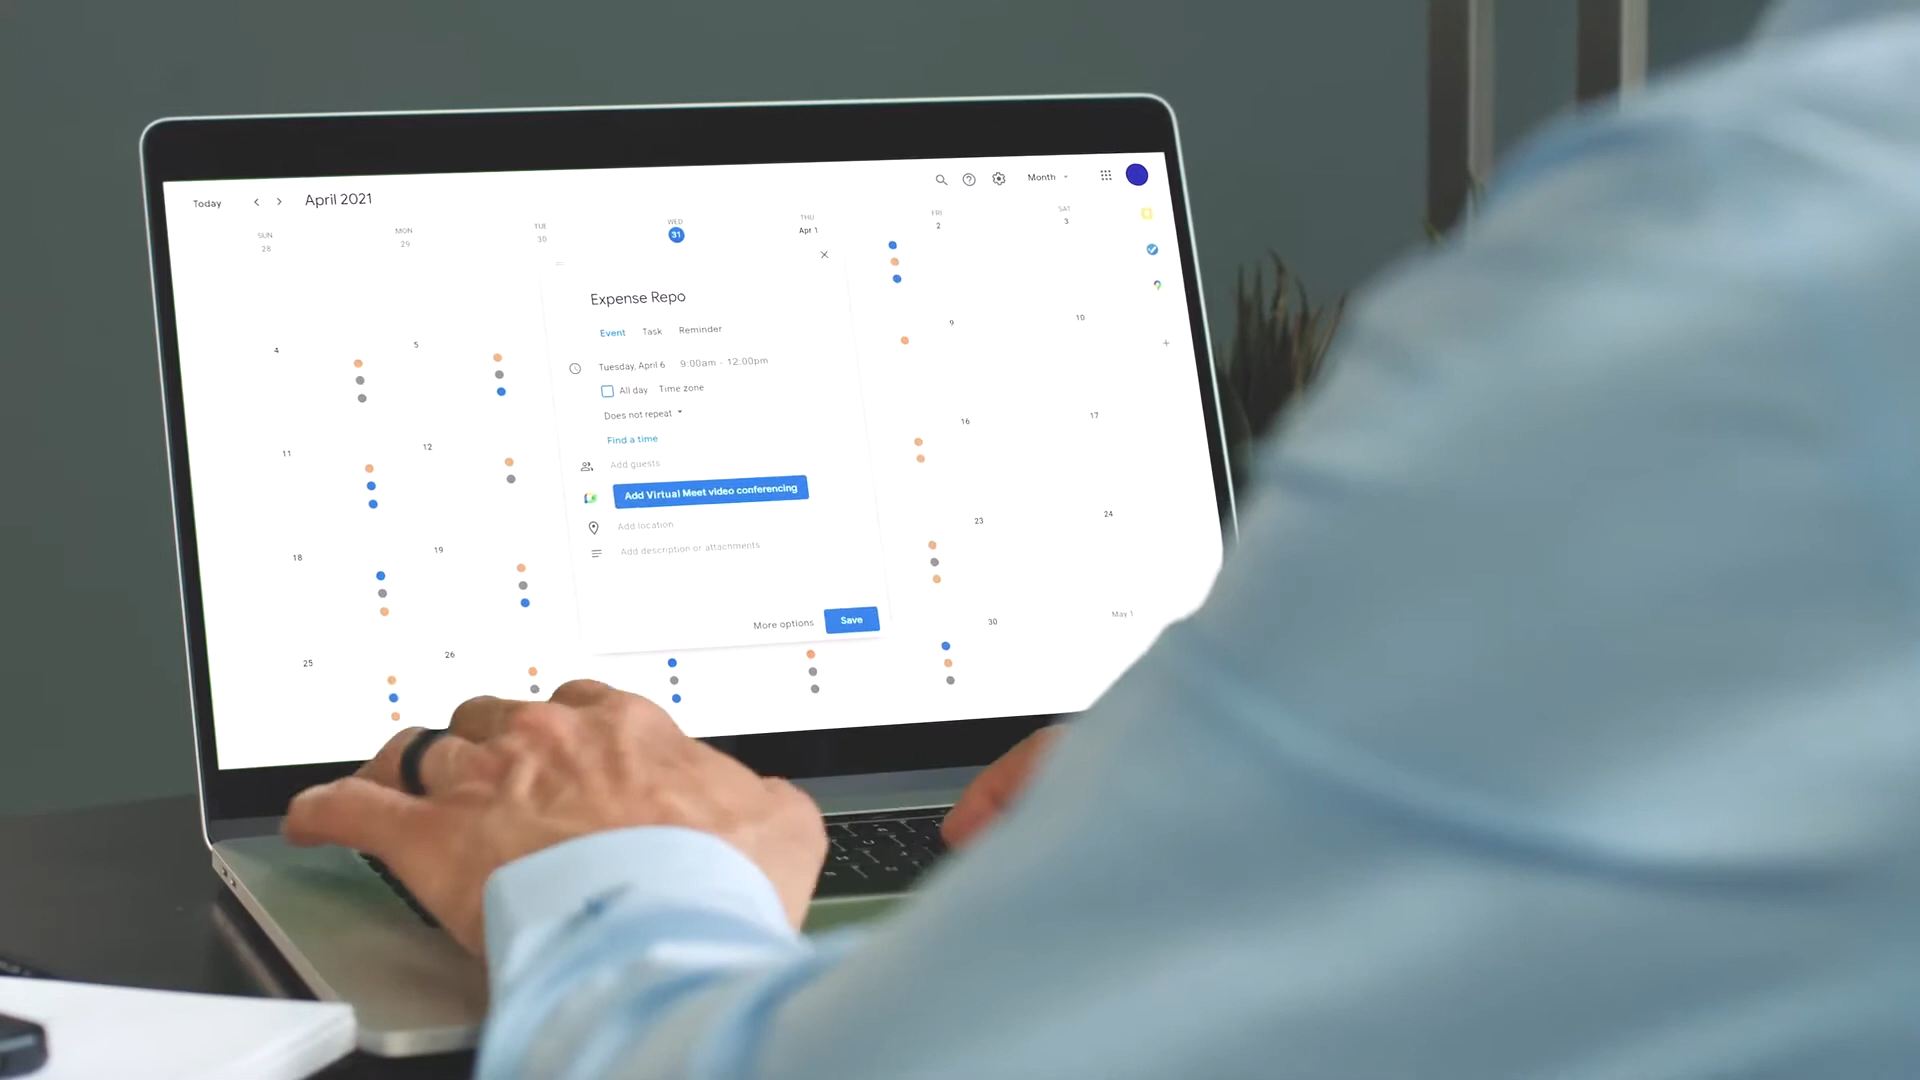 Today
April 2021
Month
SUN MON TUE WED THU FRI SAT
28 29 30 31 Apr 1 2 3
Expense Repo
Event Task Reminder
Tuesday, April 6 9:00am - 12:00pm
All day Time zone
Does not repeat
Find a time
Add guests
Add Virtual Meet video conferencing
Add location
Add description or attachments
More options Save
4 5 9 10
11 12 16 17
18 19 23 24
25 26 30 May 1